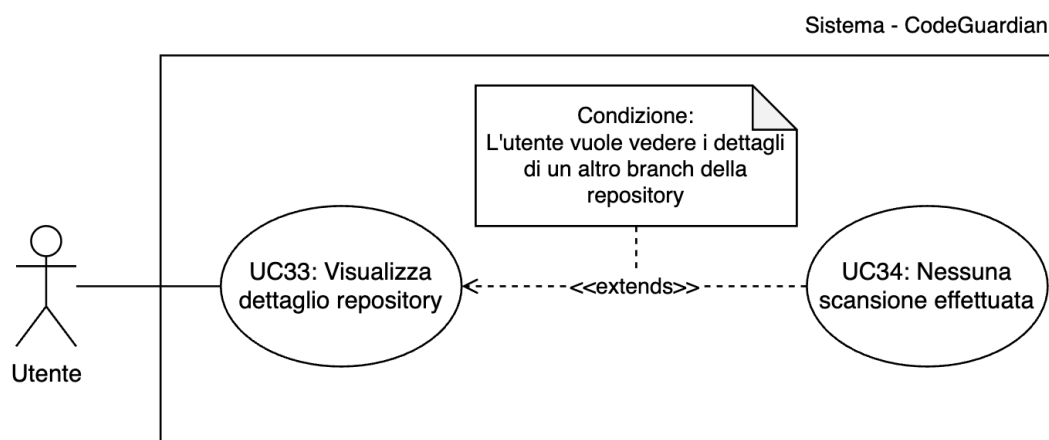 Sistema - CodeGuardian
Condizione:
L'utente vuole vedere i dettagli
di un altro branch della
repository
UC33: Visualizza
dettaglio repository
<<extends>>
UC34: Nessuna
scansione effettuata
Utente